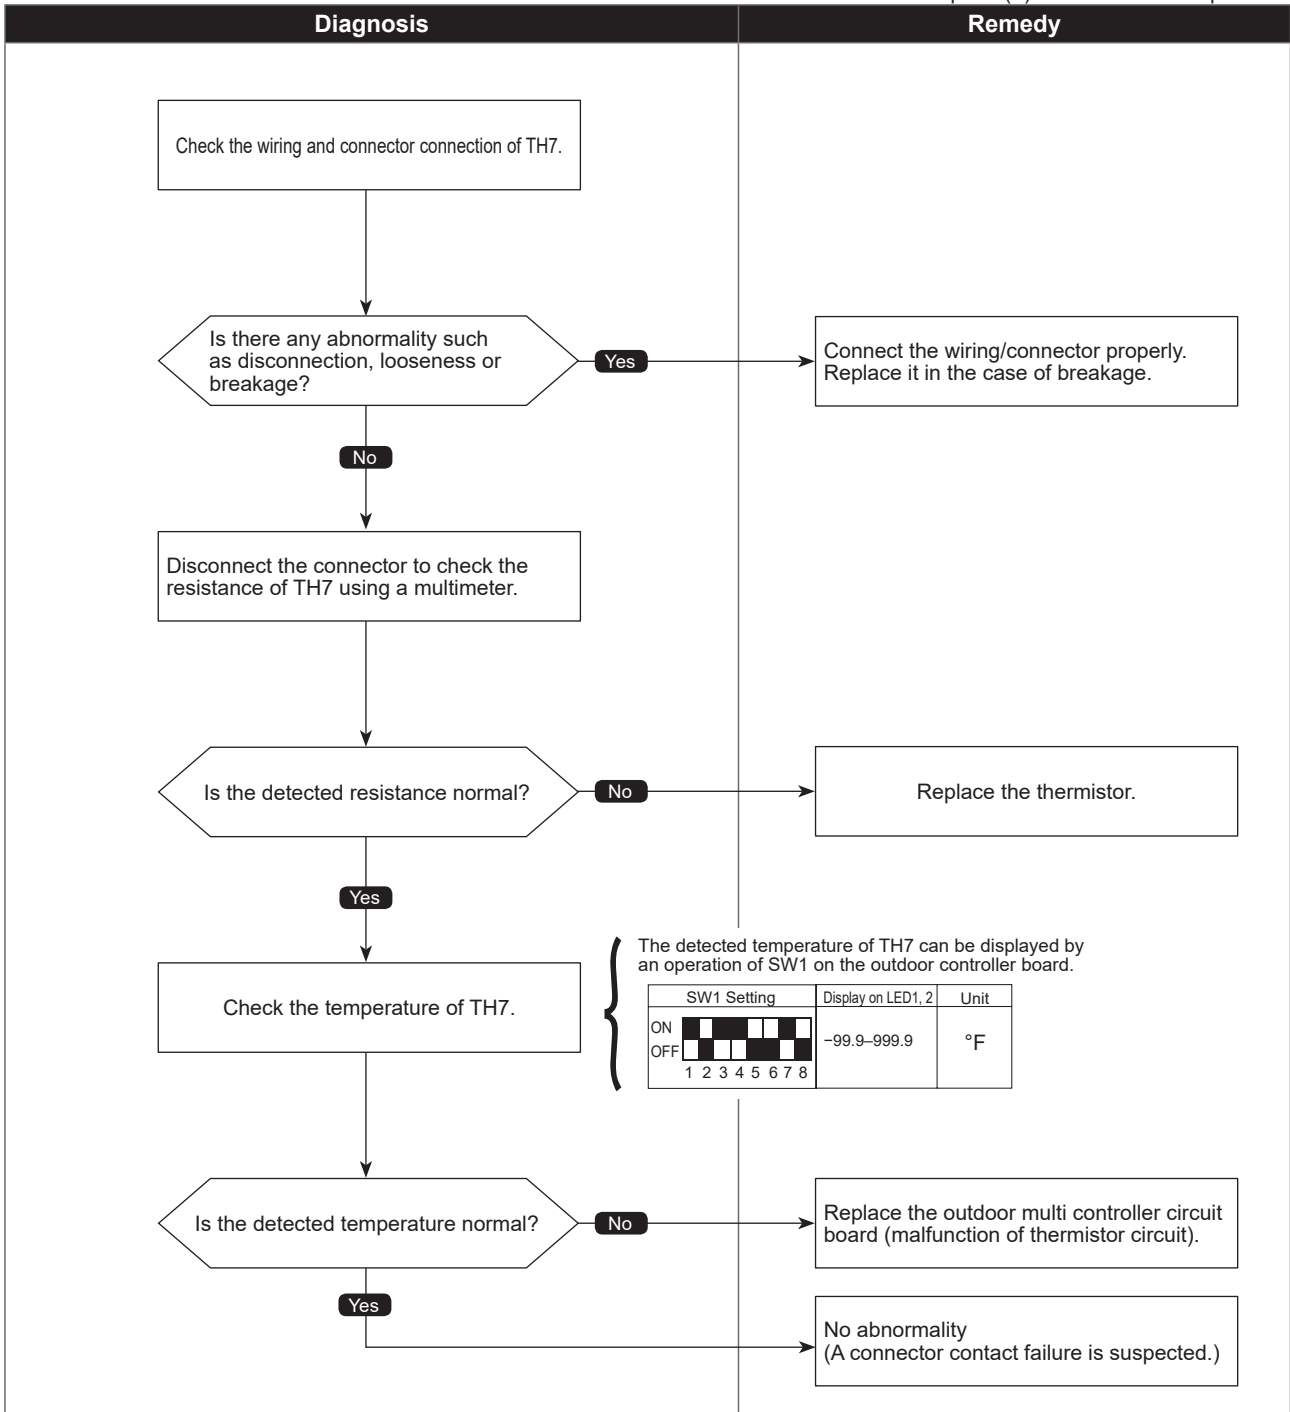 Diagnosis
Remedy
Check the wiring and connector connection of TH7.
Is there any abnormality such
as disconnection, looseness or
breakage?
Yes
Connect the wiring/connector properly.
Replace it in the case of breakage.
No
Disconnect the connector to check the
resistance of TH7 using a multimeter.
Is the detected resistance normal?
No
Replace the thermistor.
Yes
Check the temperature of TH7.
The detected temperature of TH7 can be displayed by
an operation of SW1 on the outdoor controller board.
SW1 Setting
Display on LED1, 2
Unit
ON
OFF
1 2 3 4 5 6 7 8
−99.9–999.9
°F
Is the detected temperature normal?
No
Replace the outdoor multi controller circuit
board (malfunction of thermistor circuit).
Yes
No abnormality
(A connector contact failure is suspected.)